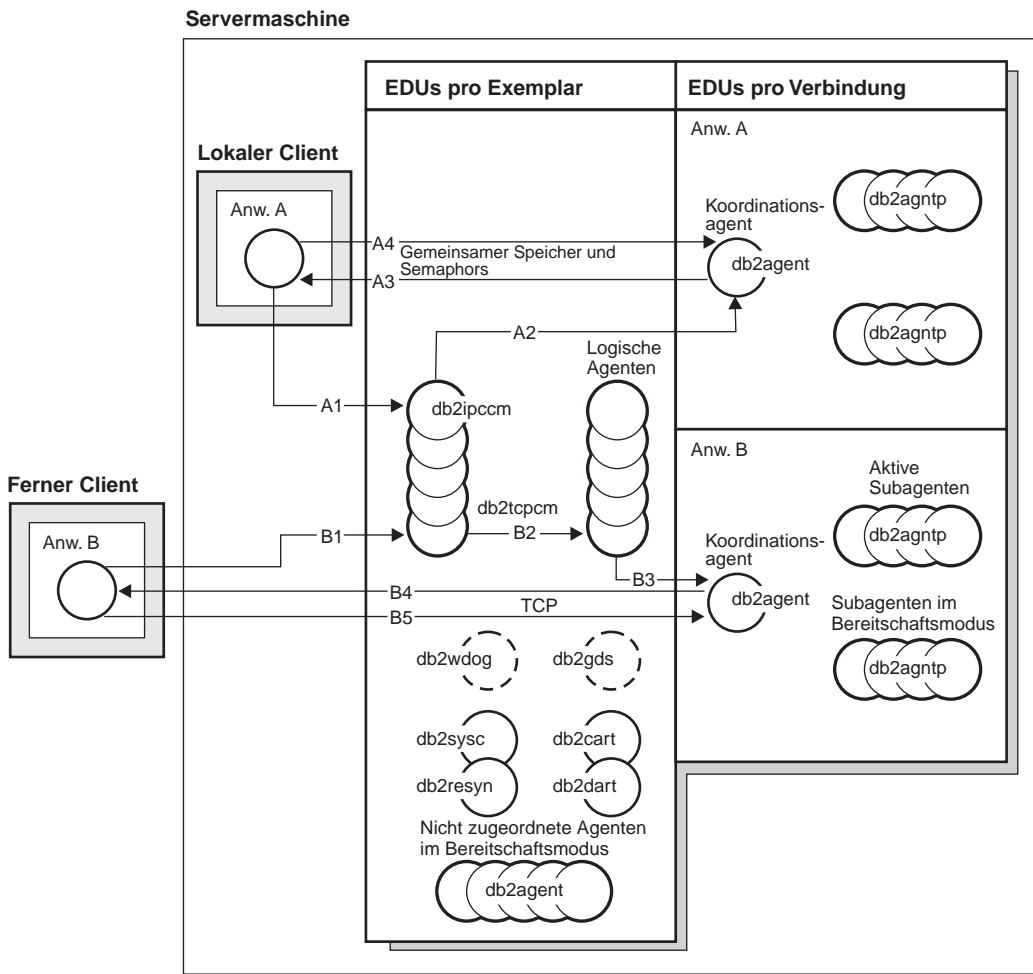 Servermaschine
EDUs pro Exemplar
EDUs pro Verbindung
Lokaler Client
Anw. A
Anw. A
db2agntp
Koordinations-
agent
db2agent
A4
Gemeinsamer Speicher und
Semaphors
A3
db2agntp
A2
Logische
Agenten
A1
db2ipccm
Anw. B
Aktive
Subagenten
Ferner Client
db2tcpcm
Anw. B
B1
B2
db2agntp
Koordinations-
agent
B3
B4
db2agent
TCP
B5
Subagenten im
Bereitschaftsmodus
db2agntp
db2wdog
db2gds
db2sysc
db2cart
db2resyn
db2dart
Nicht zugeordnete Agenten
im Bereitschaftsmodus
db2agent